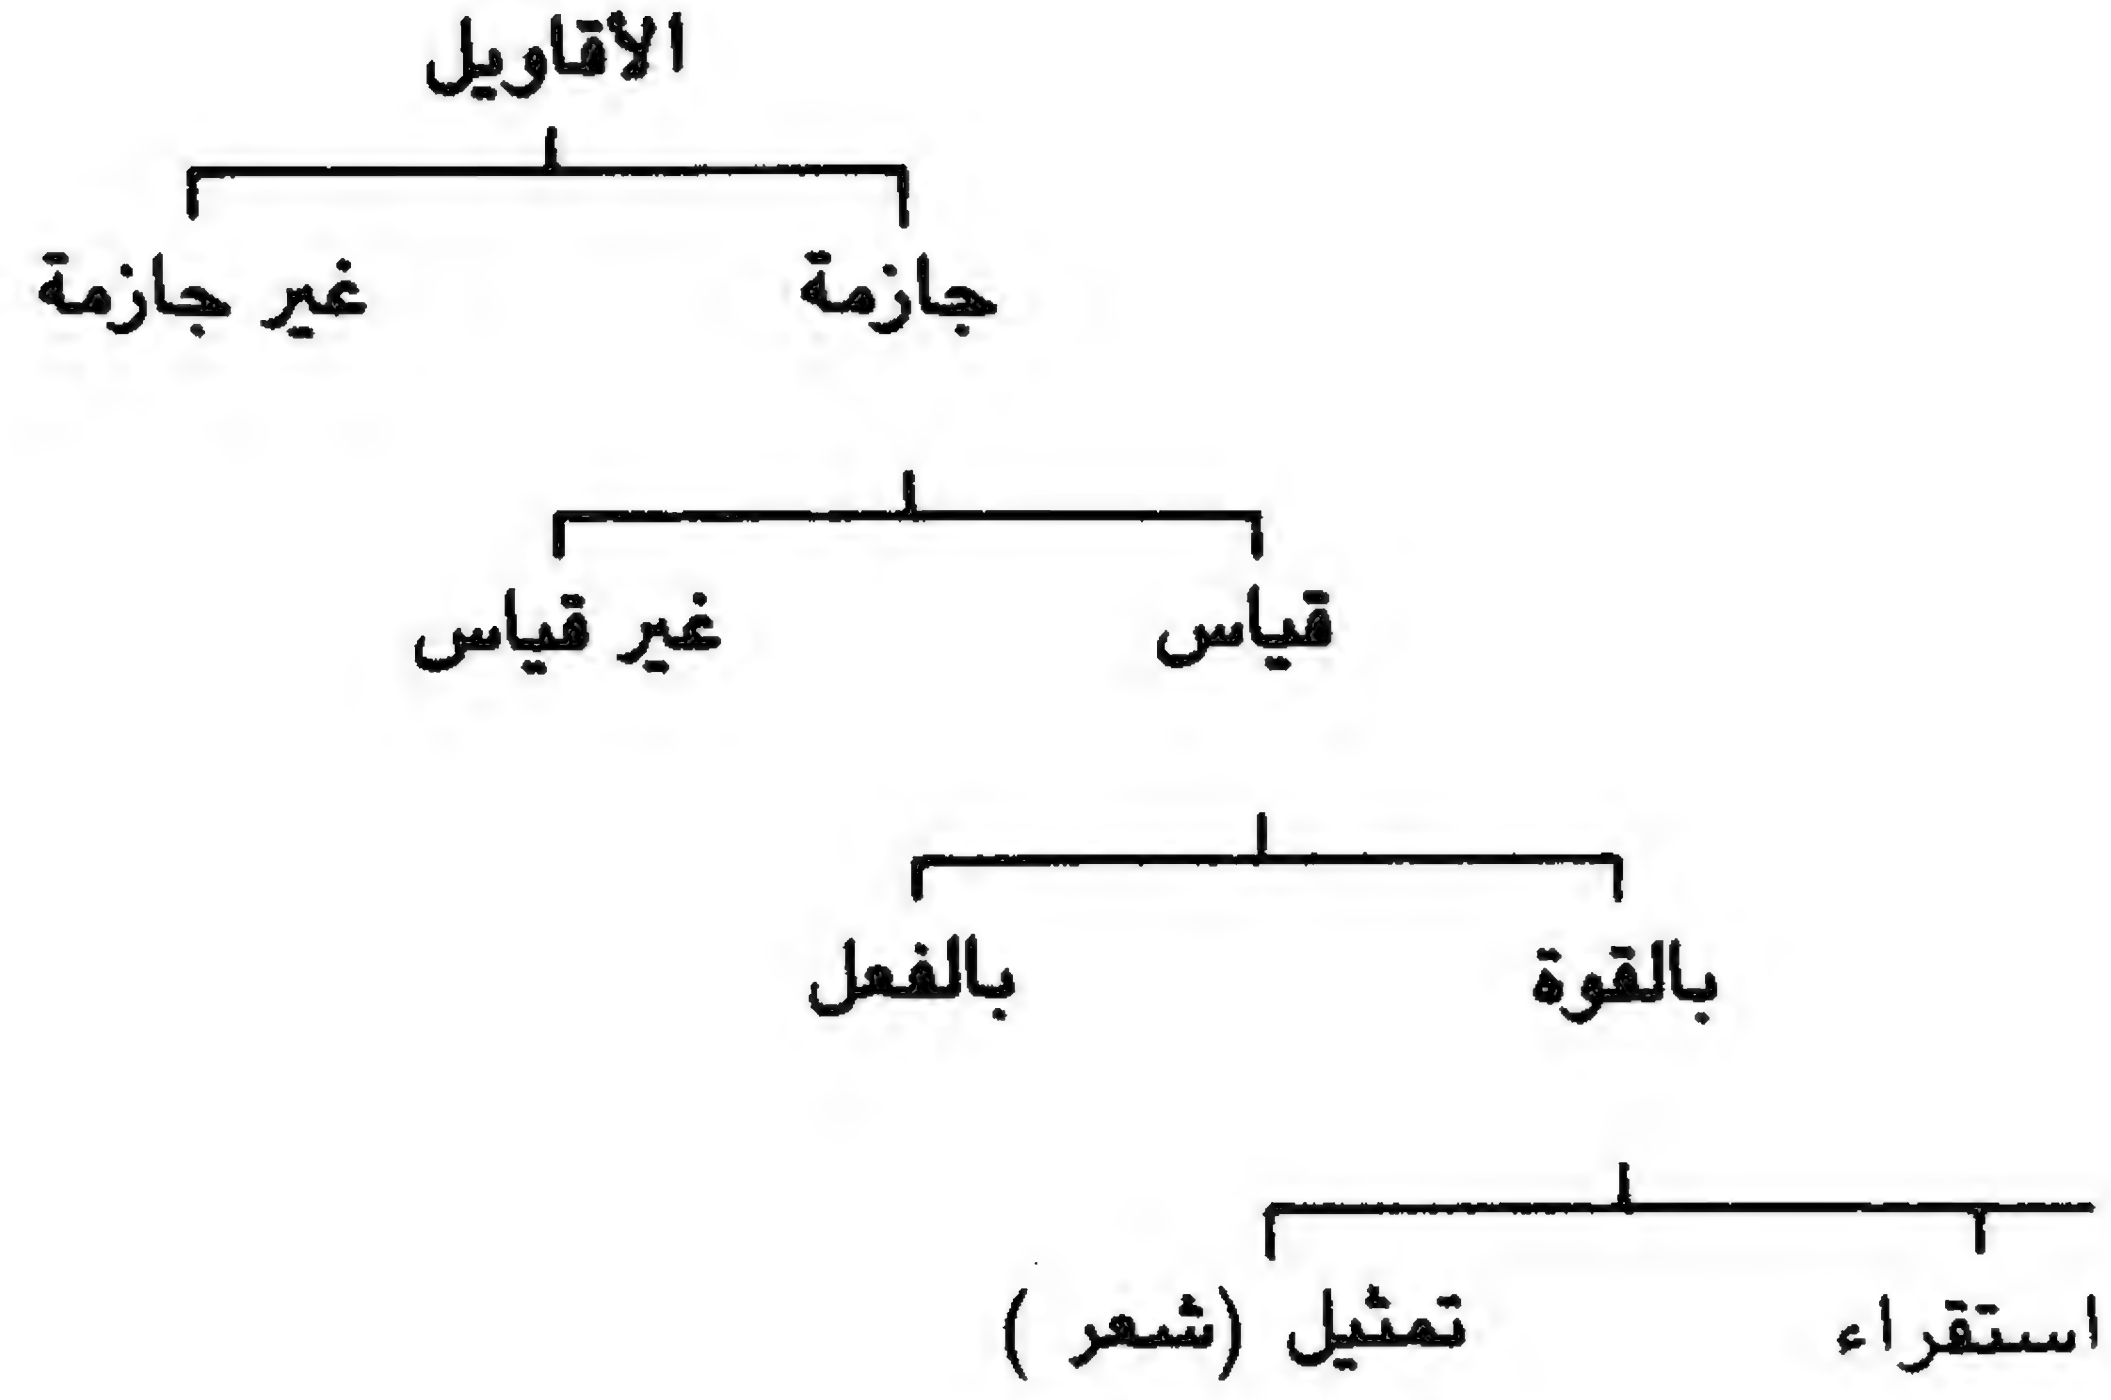 الأقاويل
جازمة غير جازمة
قياس غير قياس
بالقوة بالفعل
استقراء تمثيل (شعر )